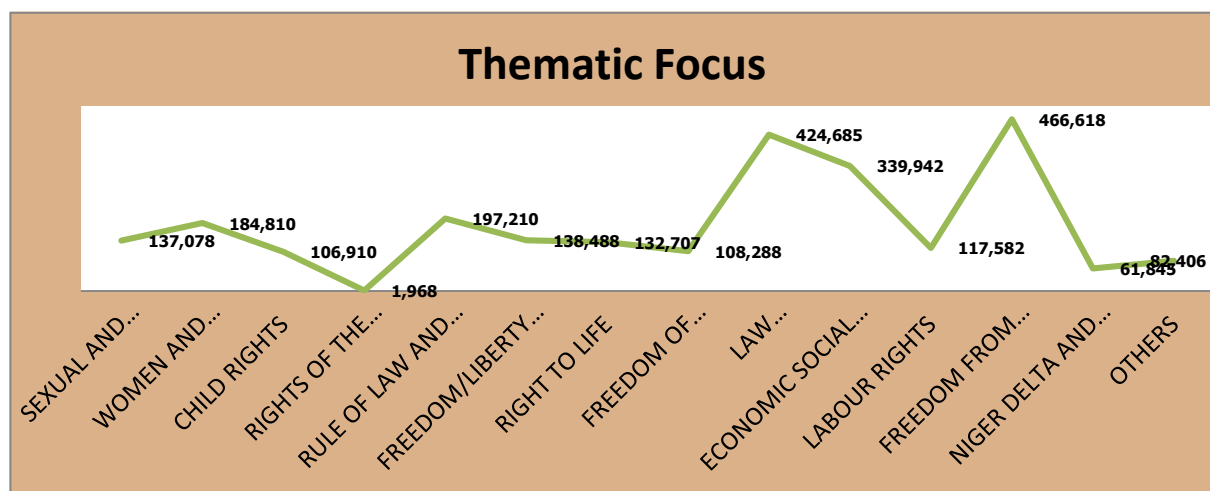 Thematic Focus
466,618
424,685
339,942
197,210
184,810
137,078
138,488
132,707
106,910
108,288
117,582
82,406
61,845
1,968
SEXUAL AND...
WOMEN AND...
CHILD RIGHTS
RIGHTS OF THE...
RULE OF LAW AND...
FREEDOM/LIBERTY...
RIGHT TO LIFE
FREEDOM OF...
LAW...
ECONOMIC SOCIAL...
LABOUR RIGHTS
FREEDOM FROM...
NIGER DELTA AND...
OTHERS